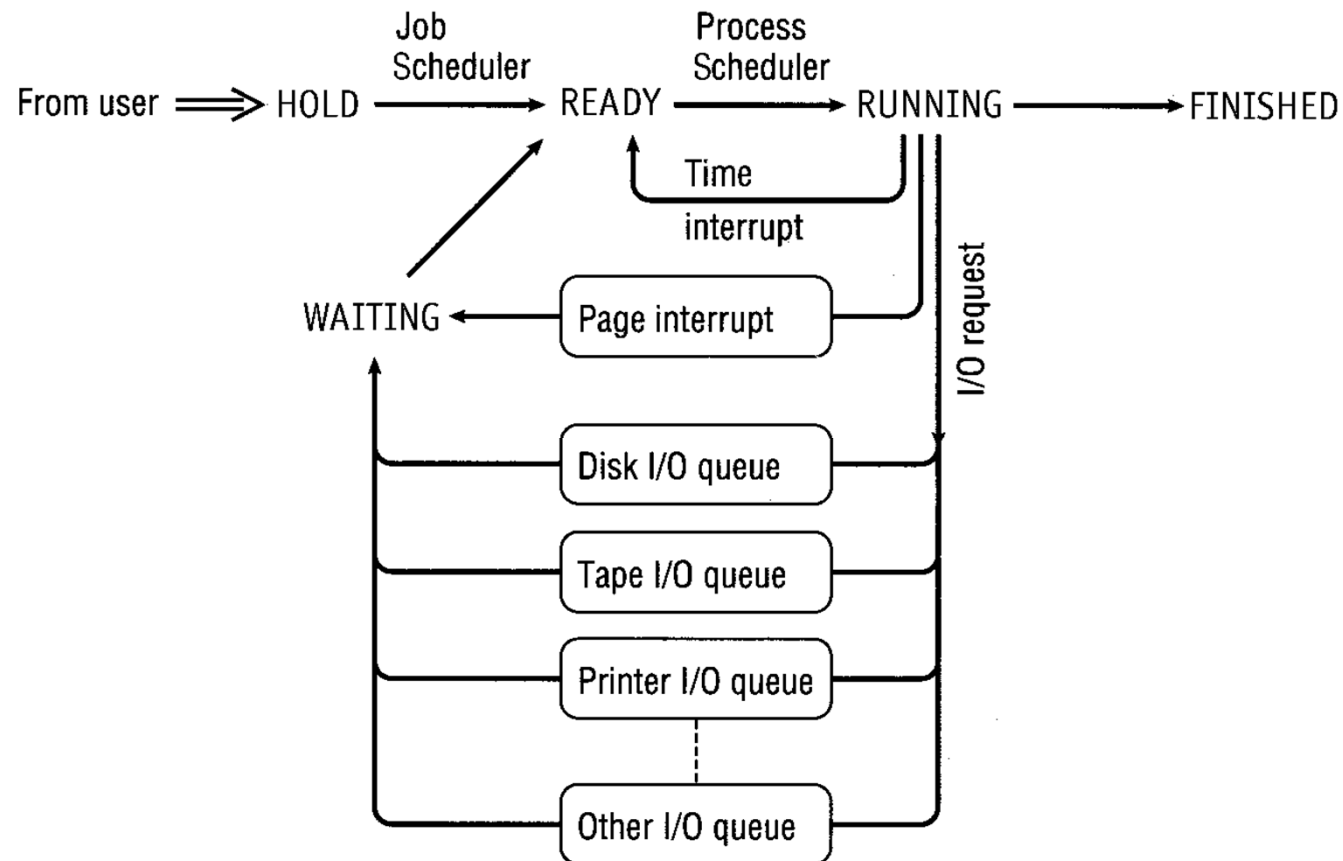 Job
Scheduler
Process
Scheduler
From user
HOLD
READY
RUNNING
FINISHED
Time
interrupt
I/O request
WAITING
Page interrupt
Disk I/O queue
Tape I/O queue
Printer I/O queue
Other I/O queue